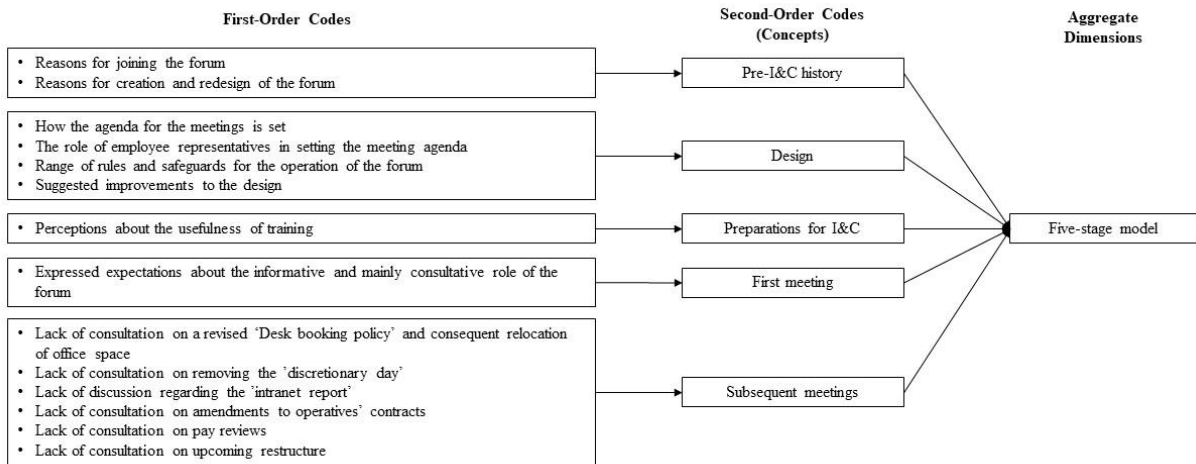 First-Order Codes
Second-Order Codes
(Concepts)
Aggregate
Dimensions
• Reasons for joining the forum
• Reasons for creation and redesign of the forum
Pre-I&C history
• How the agenda for the meetings is set
• The role of employee representatives in setting the meeting agenda
• Range of rules and safeguards for the operation of the forum
• Suggested improvements to the design
Design
• Perceptions about the usefulness of training
Preparations for I&C
Five-stage model
• Expressed expectations about the informative and mainly consultative role of the
forum
First meeting
• Lack of consultation on a revised ‘Desk booking policy’ and consequent relocation
of office space
• Lack of consultation on removing the ’discretionary day’
• Lack of discussion regarding the ’intranet report’
• Lack of consultation on amendments to operatives’ contracts
• Lack of consultation on pay reviews
• Lack of consultation on upcoming restructure
Subsequent meetings